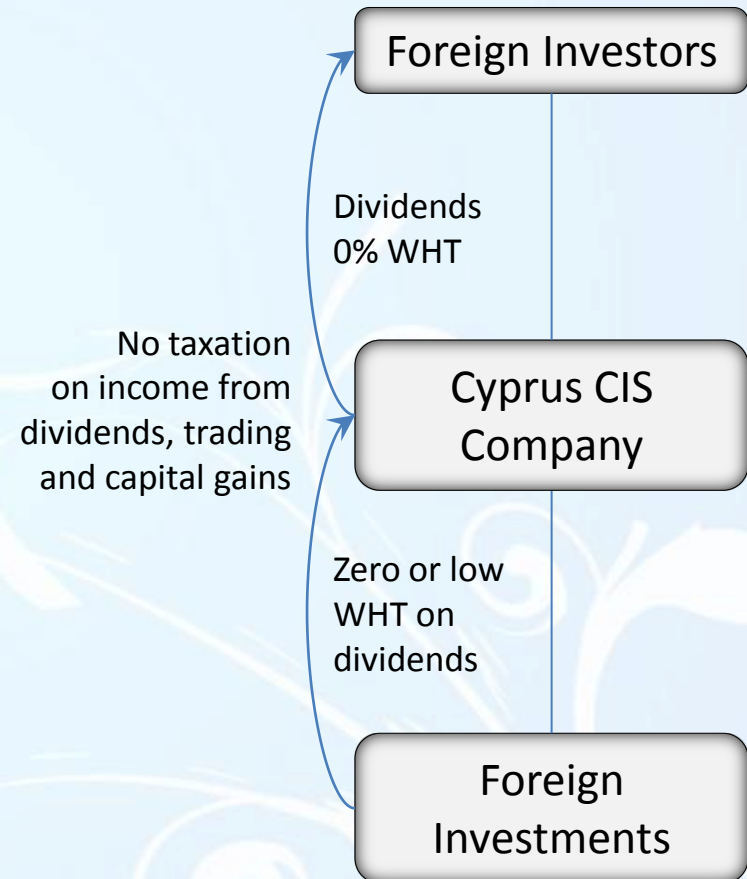 Foreign Investors
Dividends
0% WHT
No taxation
on income from
dividends, trading
and capital gains
Cyprus CIS
Company
Zero or low
WHT on
dividends
Foreign
Investments